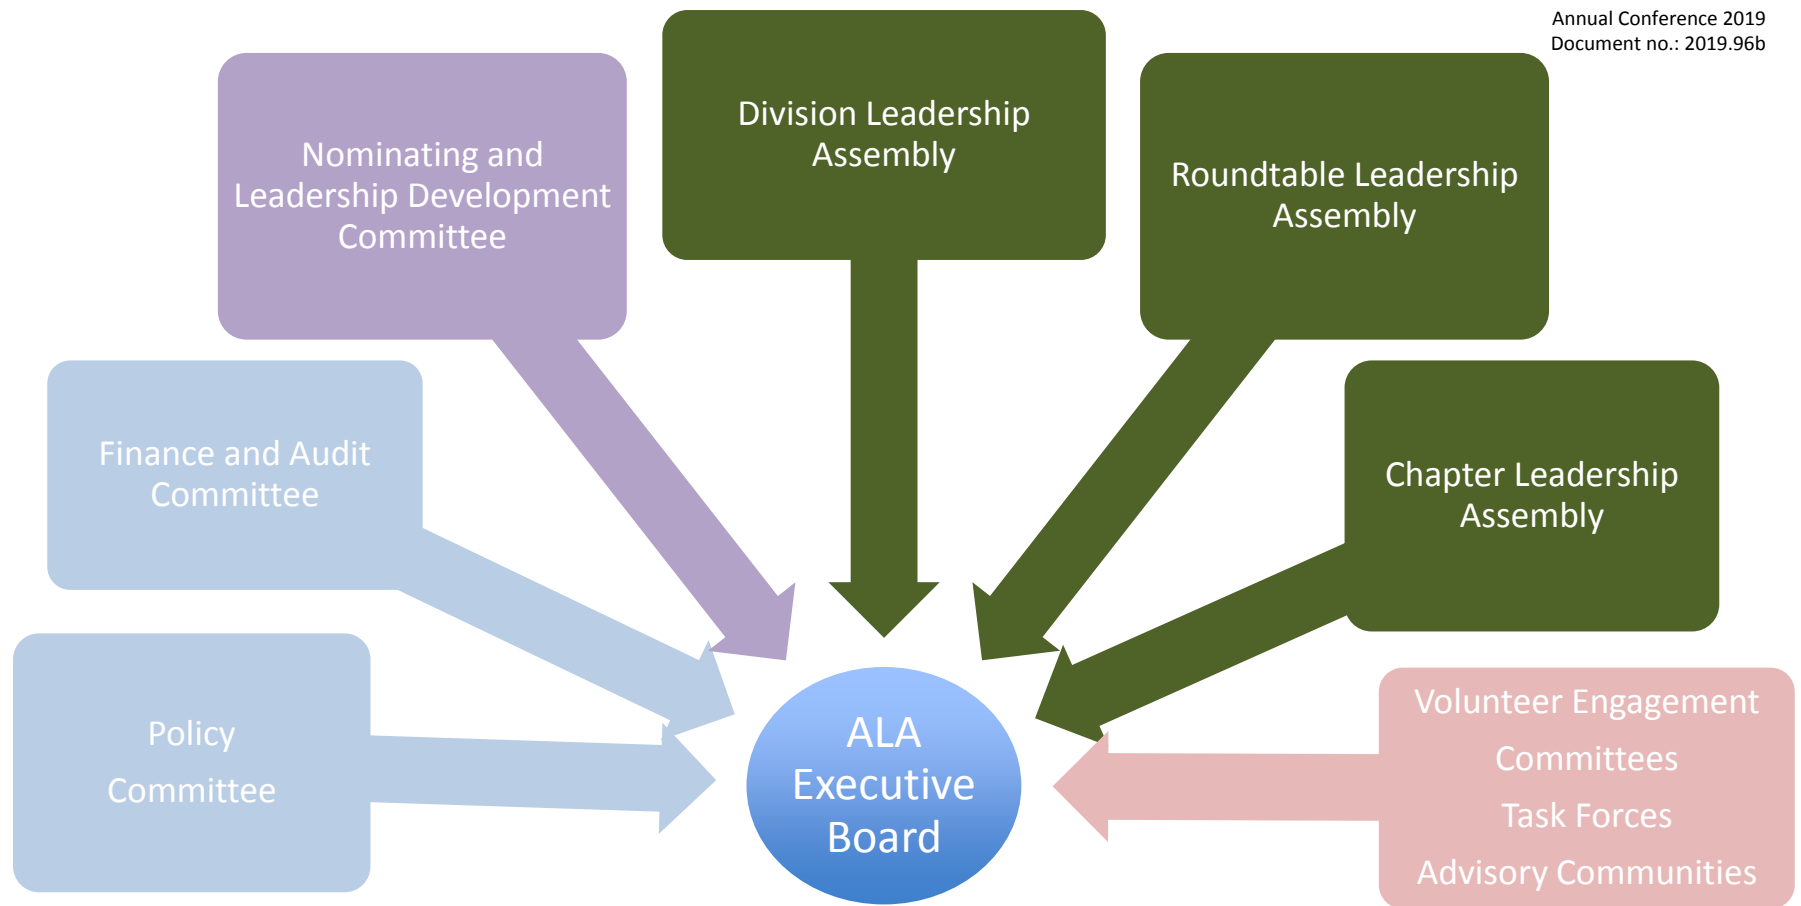 Annual Conference 2019
Document no.: 2019.96b
Division Leadership
Assembly
Nominating and
Leadership Development
Committee
Roundtable Leadership
Assembly
Finance and Audit
Committee
Chapter Leadership
Assembly
Policy
Committee
ALA
Executive
Board
Volunteer Engagement
Committees
Task Forces
Advisory Communities